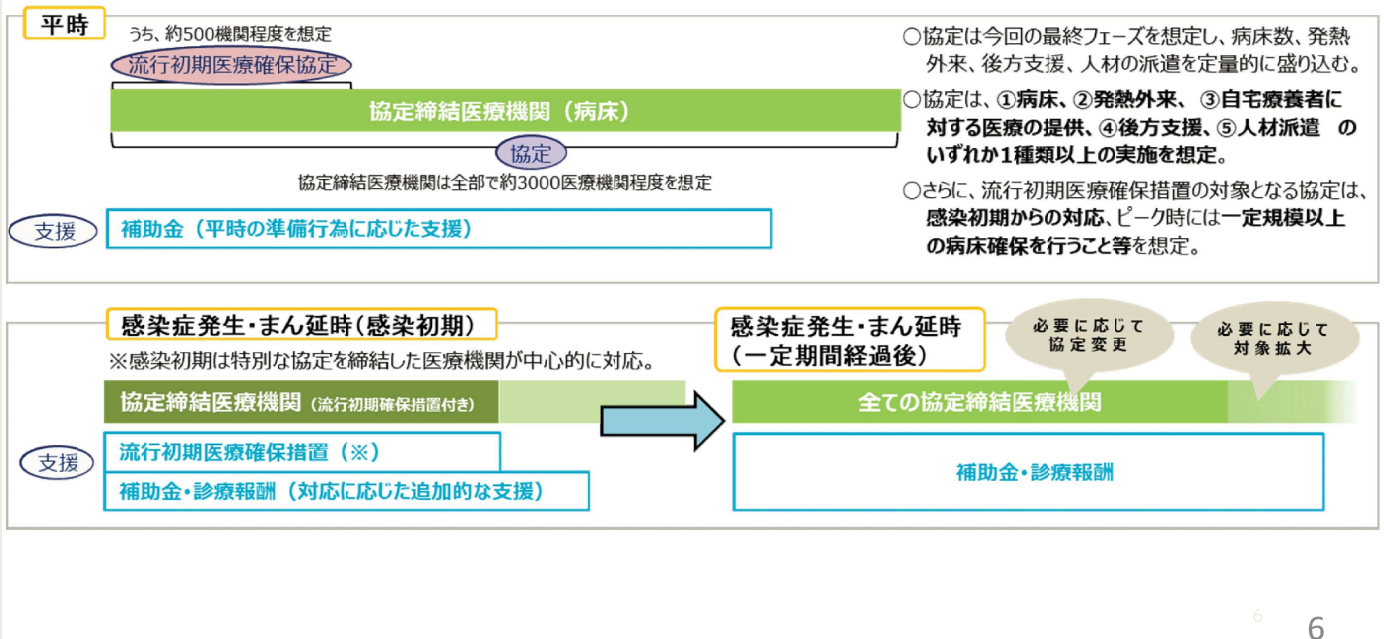 平時
うち、約500機関程度を想定
流行初期医療確保協定
協定締結医療機関（病床）
協定
協定締結医療機関は全部で約3000医療機関程度を想定
支援
補助金（平時の準備行為に応じた支援）
○協定は今回の最終フェーズを想定し、病床数、発熱
外来、後方支援、人材の派遣を定量的に盛り込む。
○協定は、①病床、②発熱外来、 ③自宅療養者に
対する医療の提供、④後方支援、⑤人材派遣 の
いずれか1種類以上の実施を想定。
○さらに、流行初期医療確保措置の対象となる協定は、
感染初期からの対応、ピーク時には一定規模以上
の病床確保を行うこと等を想定。
感染症発生・まん延時（感染初期）
※感染初期は特別な協定を締結した医療機関が中心的に対応。
協定締結医療機関（流行初期確保措置付き）
支援
流行初期医療確保措置（※）
補助金・診療報酬（対応に応じた追加的な支援）
感染症発生・まん延時
（一定期間経過後）
必要に応じて
協定変更
必要に応じて
対象拡大
全ての協定締結医療機関
補助金・診療報酬
6
6